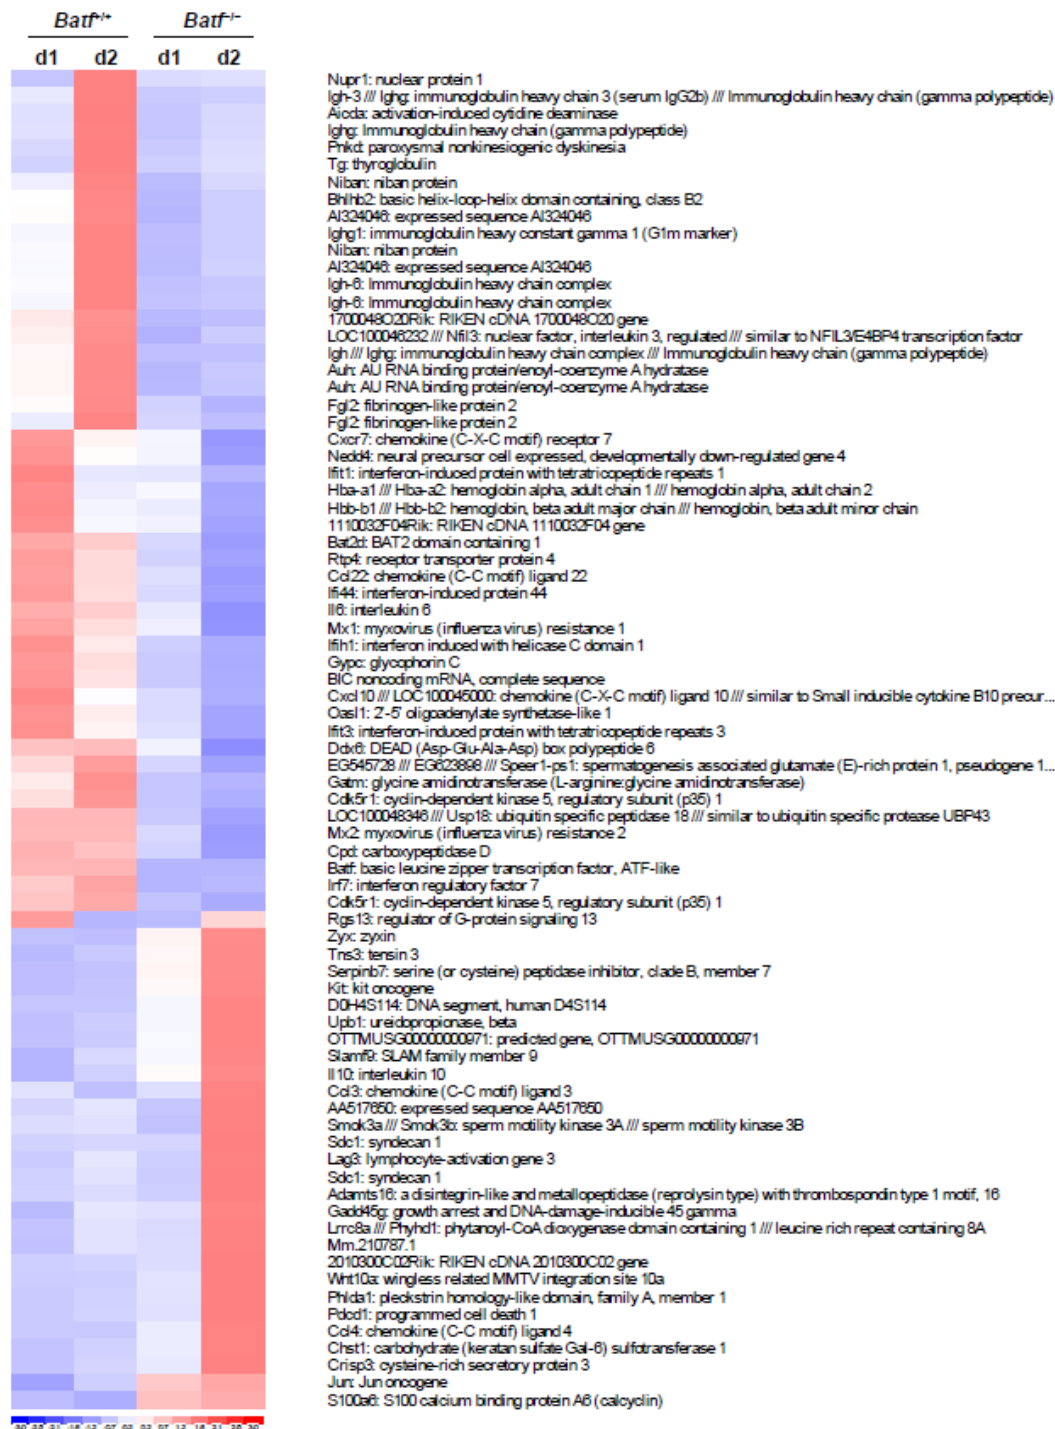 Batf+/+ Batf-/-
d1 d2 d1 d2
Nupr1: nuclear protein 1
Igh-3 /// Ighg: immunoglobulin heavy chain 3 (serum IgG2b) /// Immunoglobulin heavy chain (gamma polypeptide)
Aicda: activation-induced cytidine deaminase
Ighg: Immunoglobulin heavy chain (gamma polypeptide)
Pnkd: paroxysmal nonkinesiogenic dyskinesia
Tg: thyroglobulin
Niban: niban protein
Bhlhb2: basic helix-loop-helix domain containing, class B2
AI324046: expressed sequence AI324046
Ighg1: immunoglobulin heavy constant gamma 1 (G1m marker)
Niban: niban protein
AI324046: expressed sequence AI324046
Igh-6: Immunoglobulin heavy chain complex
Igh-6: Immunoglobulin heavy chain complex
1700048O20Rik: RIKEN cDNA 1700048O20 gene
LOC100046232 /// Nfil3: nuclear factor, interleukin 3, regulated /// similar to NFIL3/E4BP4 transcription factor
Igh /// Ighg: immunoglobulin heavy chain complex /// Immunoglobulin heavy chain (gamma polypeptide)
Auh: AU RNA binding protein/enoyl-coenzyme A hydratase
Auh: AU RNA binding protein/enoyl-coenzyme A hydratase
Fgl2: fibrinogen-like protein 2
Fgl2: fibrinogen-like protein 2
Cxcr7: chemokine (C-X-C motif) receptor 7
Nedd4: neural precursor cell expressed, developmentally down-regulated gene 4
Ifit1: interferon-induced protein with tetratricopeptide repeats 1
Hba-a1 /// Hba-a2: hemoglobin alpha, adult chain 1 /// hemoglobin alpha, adult chain 2
Hbb-b1 /// Hbb-b2: hemoglobin, beta adult major chain /// hemoglobin, beta adult minor chain
1110032F04Rik: RIKEN cDNA 1110032F04 gene
Bat2d: BAT2 domain containing 1
Rtp4: receptor transporter protein 4
Ccl22: chemokine (C-C motif) ligand 22
Ifi44: interferon-induced protein 44
Il6: interleukin 6
Mx1: myxovirus (influenza virus) resistance 1
Ifih1: interferon induced with helicase C domain 1
Gypc: glycophorin C
BIC noncoding mRNA, complete sequence
Cxcl10 /// LOC100045000: chemokine (C-X-C motif) ligand 10 /// similar to Small inducible cytokine B10 precur...
Oasl1: 2'-5' oligoadenylate synthetase-like 1
Ifit3: interferon-induced protein with tetratricopeptide repeats 3
Ddx6: DEAD (Asp-Glu-Ala-Asp) box polypeptide 6
EG545728 /// EG623898 /// Speer1-ps1: spermatogenesis associated glutamate (E)-rich protein 1, pseudogene 1...
Gatm: glycine amidinotransferase (L-arginine:glycine amidinotransferase)
Cdk5r1: cyclin-dependent kinase 5, regulatory subunit (p35) 1
LOC100048346 /// Usp18: ubiquitin specific peptidase 18 /// similar to ubiquitin specific protease UBP43
Mx2: myxovirus (influenza virus) resistance 2
Cpd: carboxypeptidase D
Batf: basic leucine zipper transcription factor, ATF-like
Irf7: interferon regulatory factor 7
Cdk5r1: cyclin-dependent kinase 5, regulatory subunit (p35) 1
Rgs13: regulator of G-protein signaling 13
Zyx: zyxin
Tns3: tensin 3
Serpinb7: serine (or cysteine) peptidase inhibitor, clade B, member 7
Kit: kit oncogene
D0H4S114: DNA segment, human D4S114
Upb1: ureidopropionase, beta
OTTMUSG00000000971: predicted gene, OTTMUSG00000000971
Slamf9: SLAM family member 9
Il10: interleukin 10
Ccl3: chemokine (C-C motif) ligand 3
AA517650: expressed sequence AA517650
Smok3a /// Smok3b: sperm motility kinase 3A /// sperm motility kinase 3B
Sdc1: syndecan 1
Lag3: lymphocyte-activation gene 3
Sdc1: syndecan 1
Adamts16: a disintegrin-like and metallopeptidase (reprolysin type) with thrombospondin type 1 motif, 16
Gadd45g: growth arrest and DNA-damage-inducible 45 gamma
Lrrc8a /// Phyhd1: phytanoyl-CoA dioxygenase domain containing 1 /// leucine rich repeat containing 8A
Mm.210787.1
2010300C02Rik: RIKEN cDNA 2010300C02 gene
Wnt10a: wingless related MMTV integration site 10a
Phlda1: pleckstrin homology-like domain, family A, member 1
Pdcd1: programmed cell death 1
Ccl4: chemokine (C-C motif) ligand 4
Chst1: carbohydrate (keratan sulfate Gal-6) sulfotransferase 1
Crisp3: cysteine-rich secretory protein 3
Jun: Jun oncogene
S100a6: S100 calcium binding protein A6 (calcyclin)